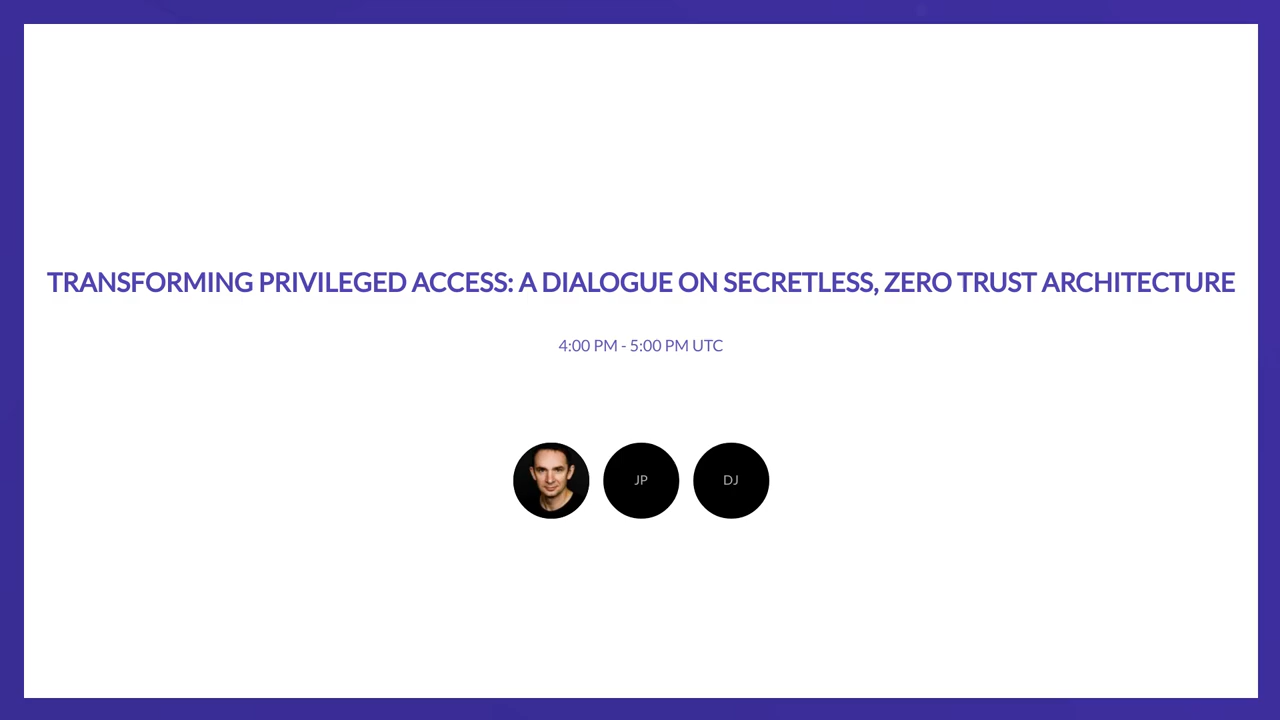 TRANSFORMING PRIVILEGED ACCESS: A DIALOGUE ON SECRETLESS, ZERO TRUST ARCHITECTURE
4:00 PM - 5:00 PM UTC
JP DJ